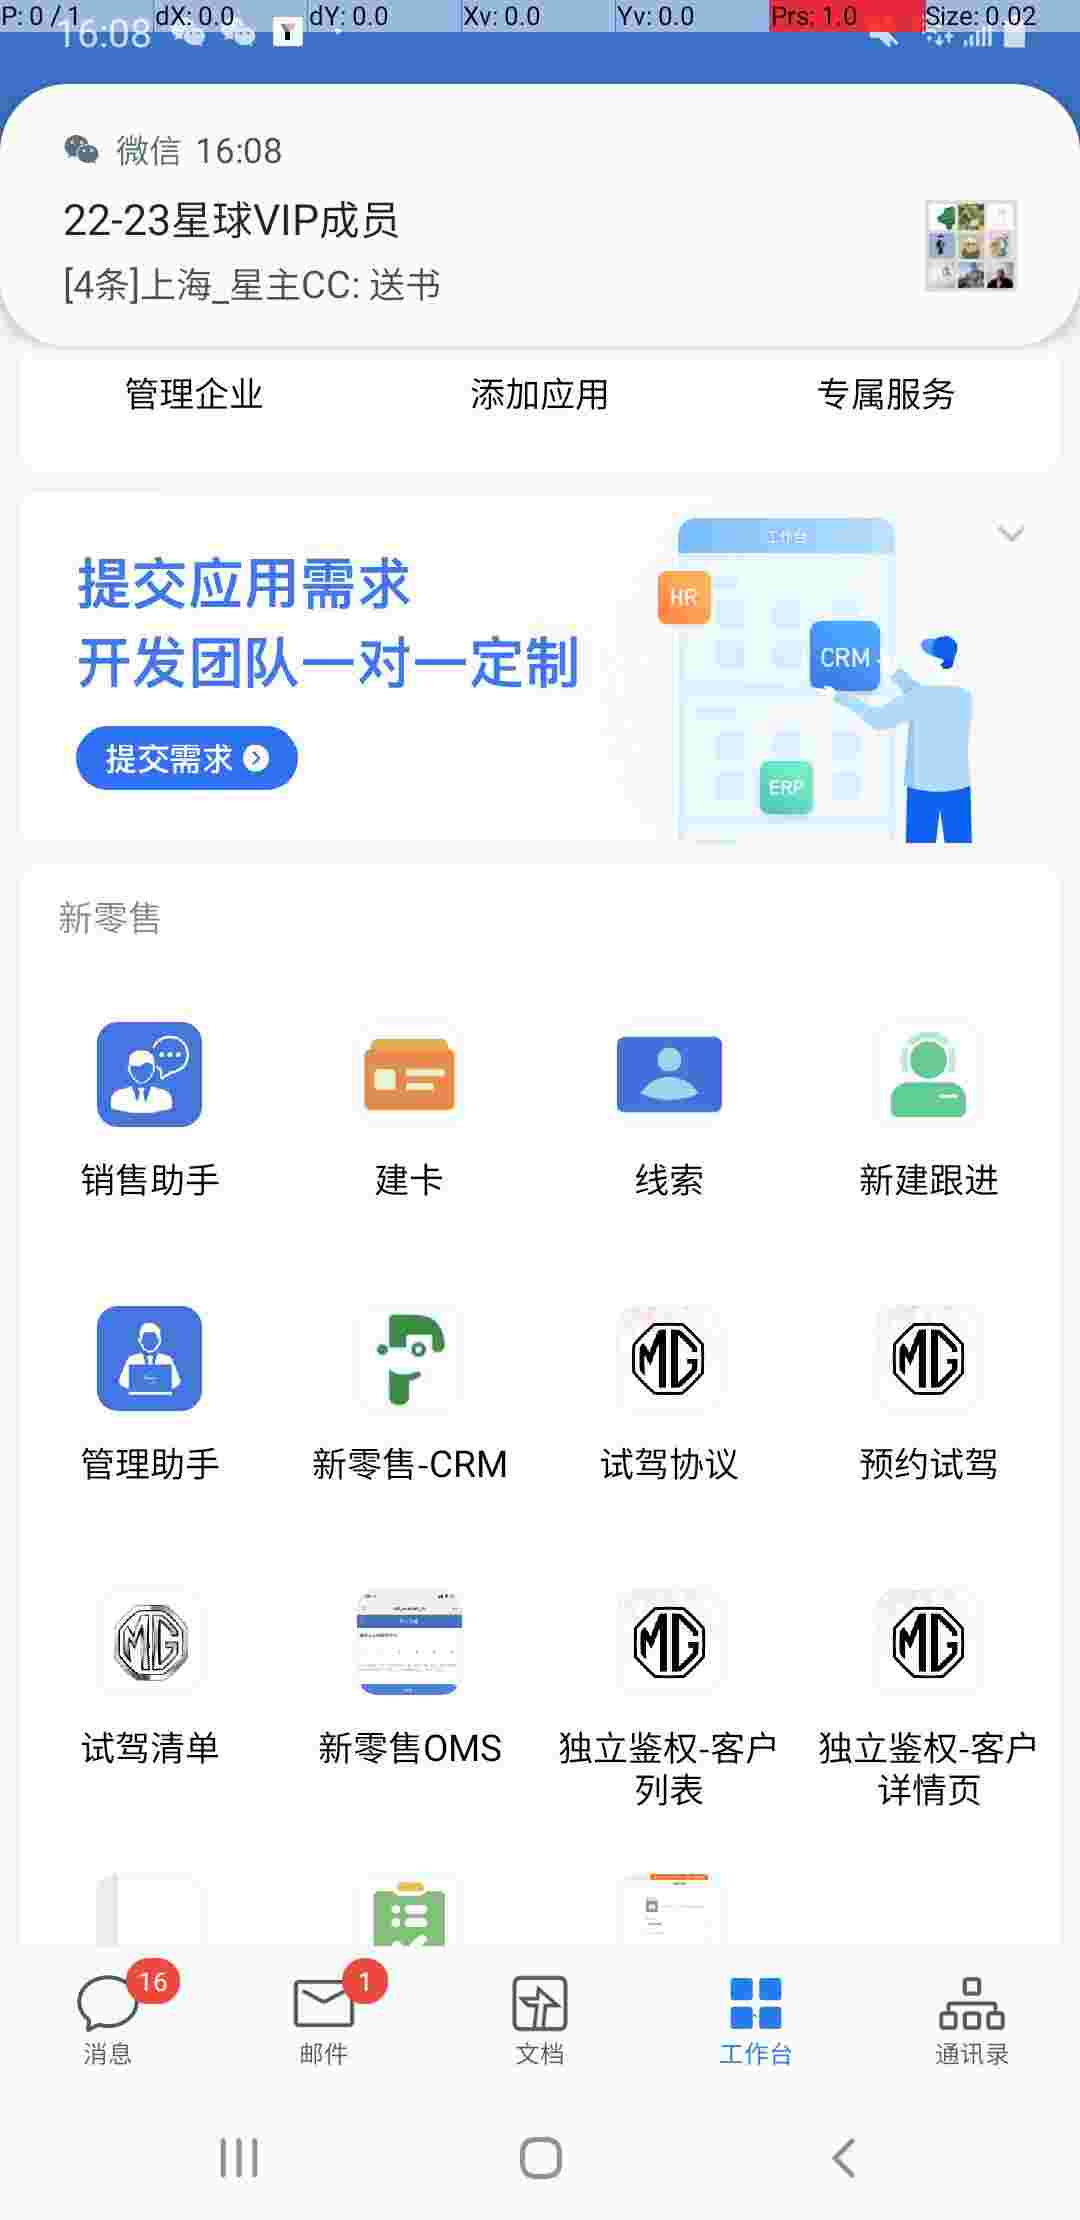 P: 0 / 1 dX: 0.0 dY: 0.0 Xv: 0.0 Yv: 0.0 Prs: 1.0 Size: 0.02
16:08
微信 16:08
22-23星球VIP成员
[4条]上海_星主CC: 送书
管理企业 添加应用 专属服务
工作台
提交应用需求
HR
开发团队一对一定制
CRM
提交需求
ERP
新零售
销售助手 建卡 线索 新建跟进
MG MG
管理助手 新零售-CRM 试驾协议 预约试驾
MG MG MG
试驾清单 新零售OMS 独立鉴权-客户列表 独立鉴权-客户详情页
16 1
消息 邮件 文档 工作台 通讯录